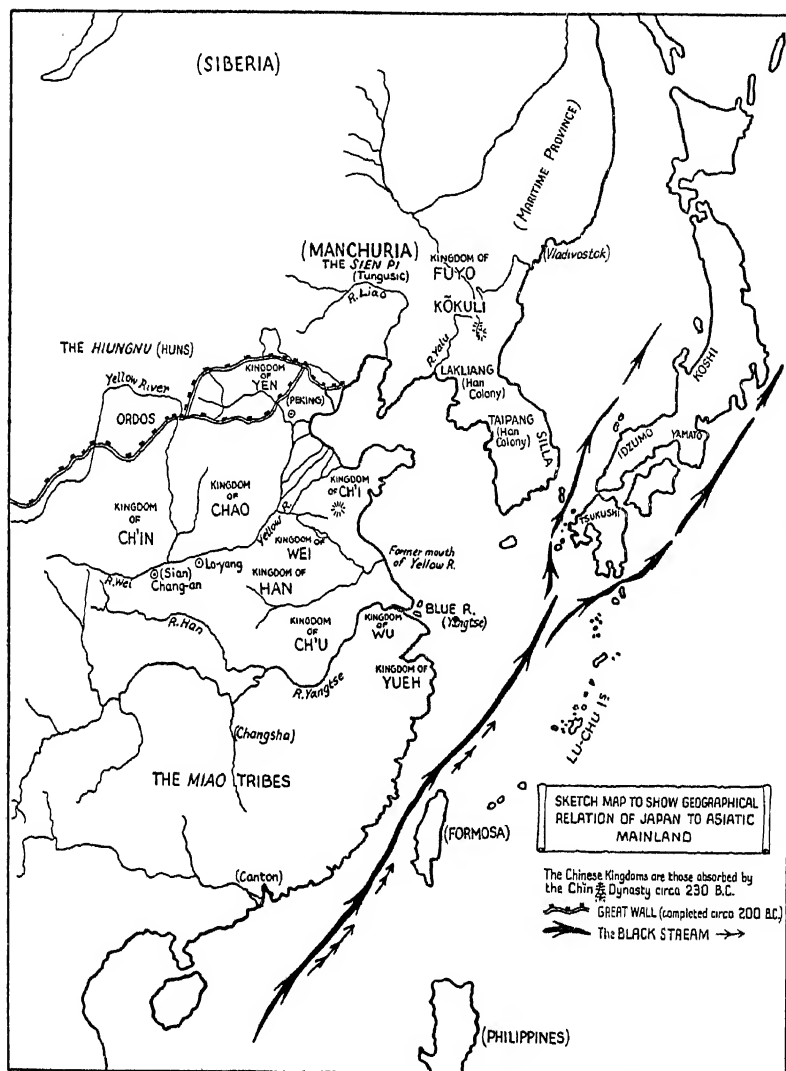 (SIBERIA)
(MARITIME PROVINCE)
(MANCHURIA)
THE SIEN PI
(Tungusic)
R. Liao
KINGDOM OF
FŪYO
(Vladivostok)
KŌKULI
R. Yalu
THE HIUNGNU (HUNS)
Yellow River
KINGDOM
OF
YEN
(PEKING)
ORDOS
LAKLIANG
(Han
Colony)
TAIPANG
(Han
Colony)
SILLA
KOSHI
IDZUMO
YAMATO
TSUKUSHI
KINGDOM
OF
CH'IN
KINGDOM
OF
CHAO
KINGDOM
OF CH'I
Yellow R.
KINGDOM OF
WEI
Former mouth
of Yellow R.
R. Wei
(Sian)
Chang-an
Lo-yang
KINGDOM OF
HAN
R. Han
KINGDOM
OF
CH'U
KINGDOM
OF
WU
BLUE R.
(Yangtse)
KINGDOM OF
YUEH
R. Yangtse
(Changsha)
THE MIAO TRIBES
LU-CHU IS.
(FORMOSA)
(Canton)
(PHILIPPINES)
SKETCH MAP TO SHOW GEOGRAPHICAL
RELATION OF JAPAN TO ASIATIC
MAINLAND
The Chinese Kingdoms are those absorbed by
the Chin Dynasty circa 230 B.C.
GREAT WALL (completed circa 200 B.C.)
The BLACK STREAM